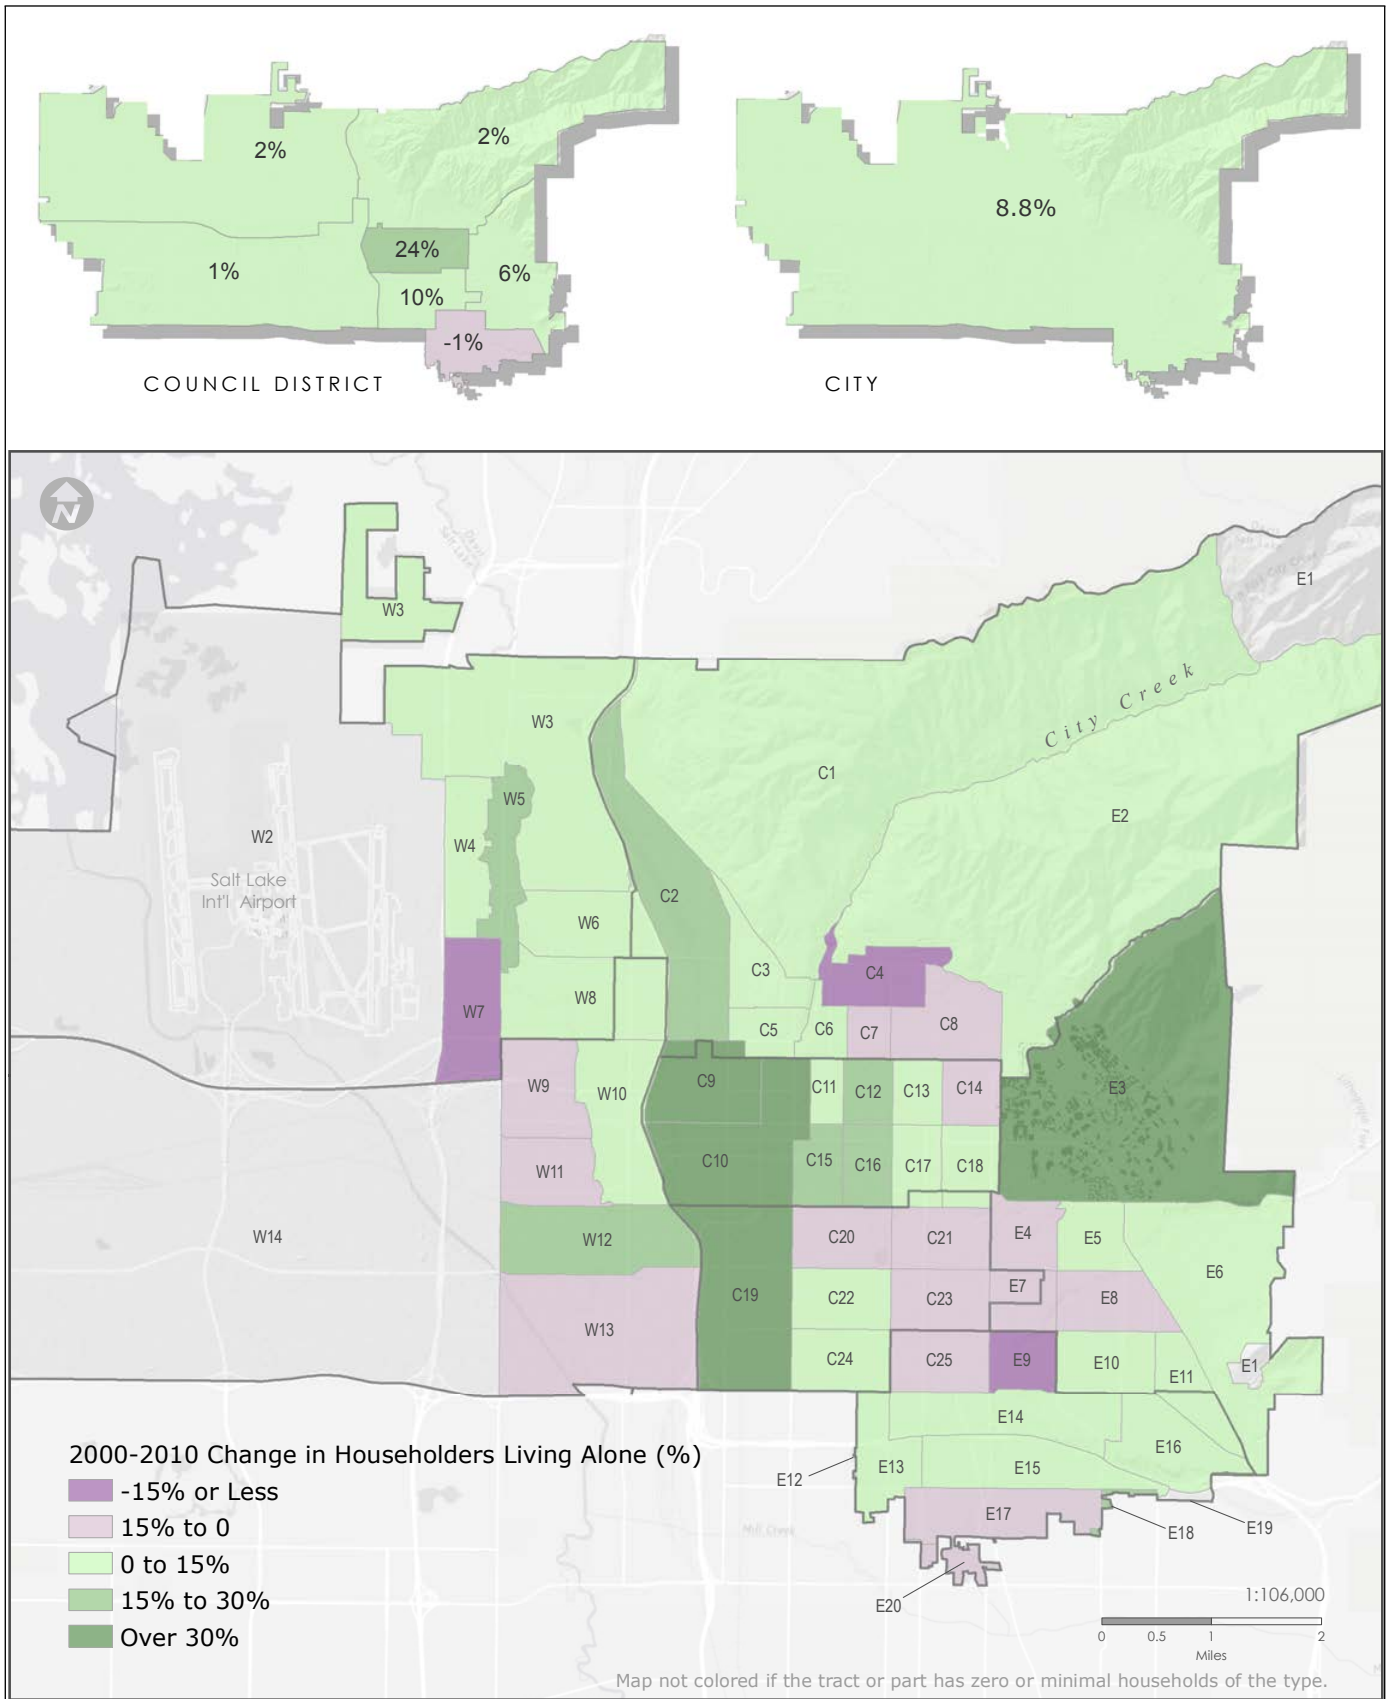 2%
2%
24%
1%
6%
10%
-1%
COUNCIL DISTRICT
8.8%
CITY
N
E1
W3
City Creek
W3
C1
W5
E2
W2
W4
Salt Lake
Int'l Airport
C2
W6
C3
C4
W8
W7
C5
C6
C7
C8
C9
W9
W10
C11
C12
C13
C14
E3
C10
W11
C15
C16
C17
C18
W14
W12
C20
C21
E4
E5
E6
C19
C22
C23
E7
E8
W13
C24
C25
E9
E10
E11
E1
E14
E16
E12
E13
E15
E17
E18
E19
E20
Mill Creek
2000-2010 Change in Householders Living Alone (%)
-15% or Less
15% to 0
0 to 15%
15% to 30%
Over 30%
1:106,000
0 0.5 1 2
Miles
Map not colored if the tract or part has zero or minimal households of the type.